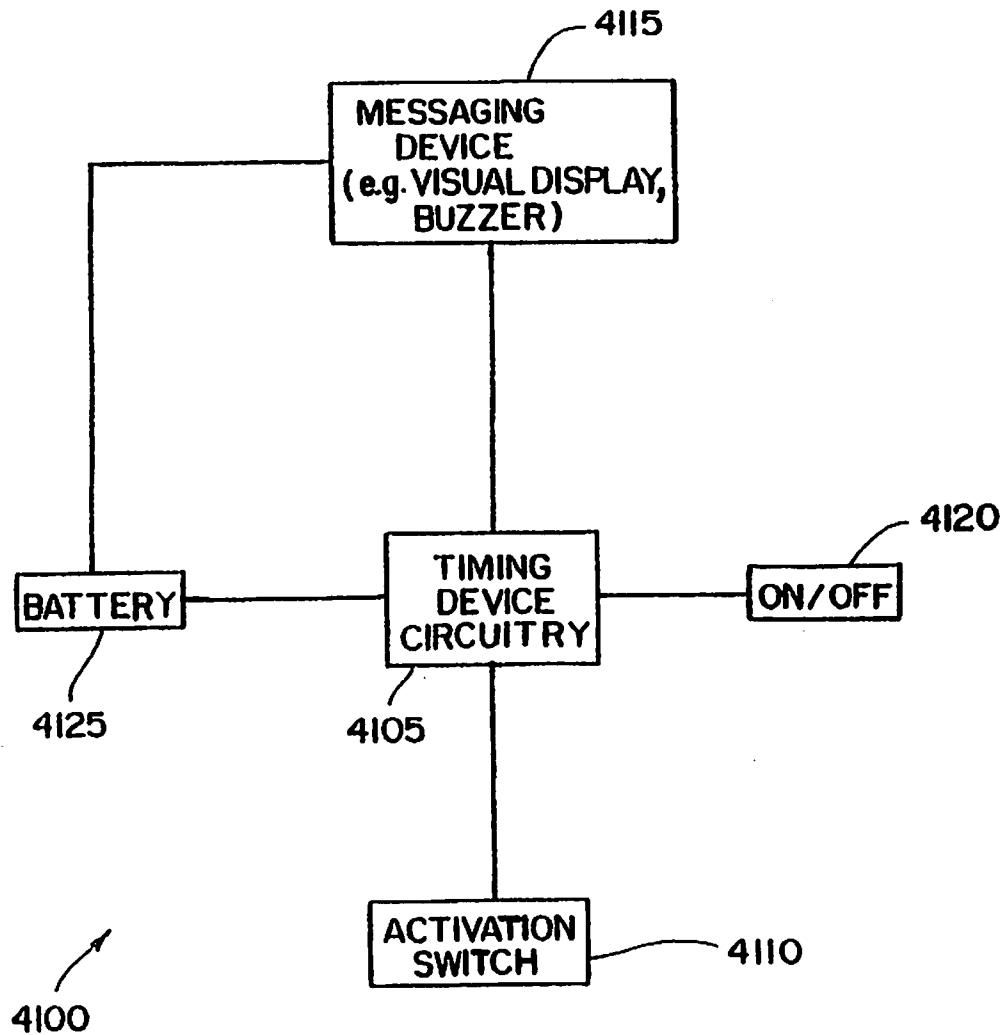 4115
MESSAGING
DEVICE
(e.g. VISUAL DISPLAY,
BUZZER)
4120
BATTERY
TIMING
DEVICE
CIRCUITRY
ON/OFF
4125
4105
ACTIVATION
SWITCH
4110
4100